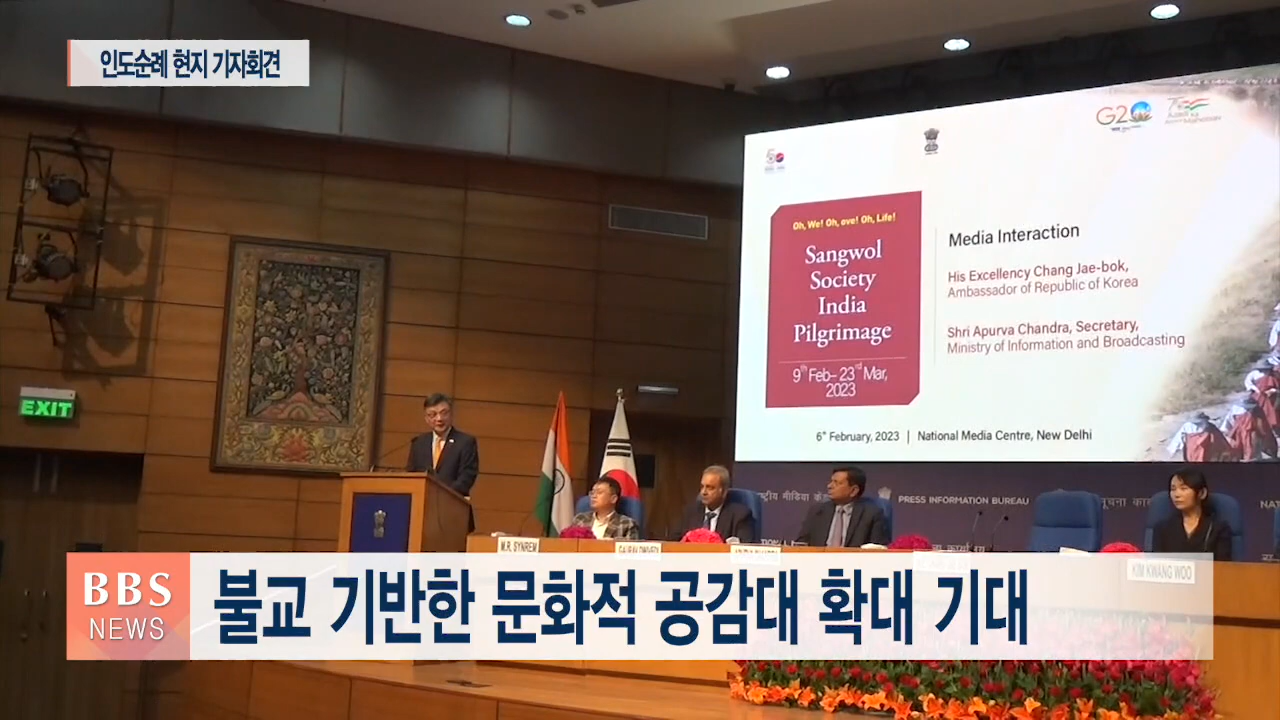 인도순례 현지 기자회견
G20
Oh, We! Oh, ove! Oh, Life!
Sangwol
Society
India
Pilgrimage
9th Feb– 23rd Mar,
2023
Media Interaction
His Excellency Chang Jae-bok,
Ambassador of Republic of Korea
Shri Apurva Chandra, Secretary,
Ministry of Information and Broadcasting
6th February, 2023 | National Media Centre, New Delhi
EXIT
PRESS INFORMATION BUREAU
M.R. SYNREM
KIM KWANG WOO
BBS
NEWS
불교 기반한 문화적 공감대 확대 기대